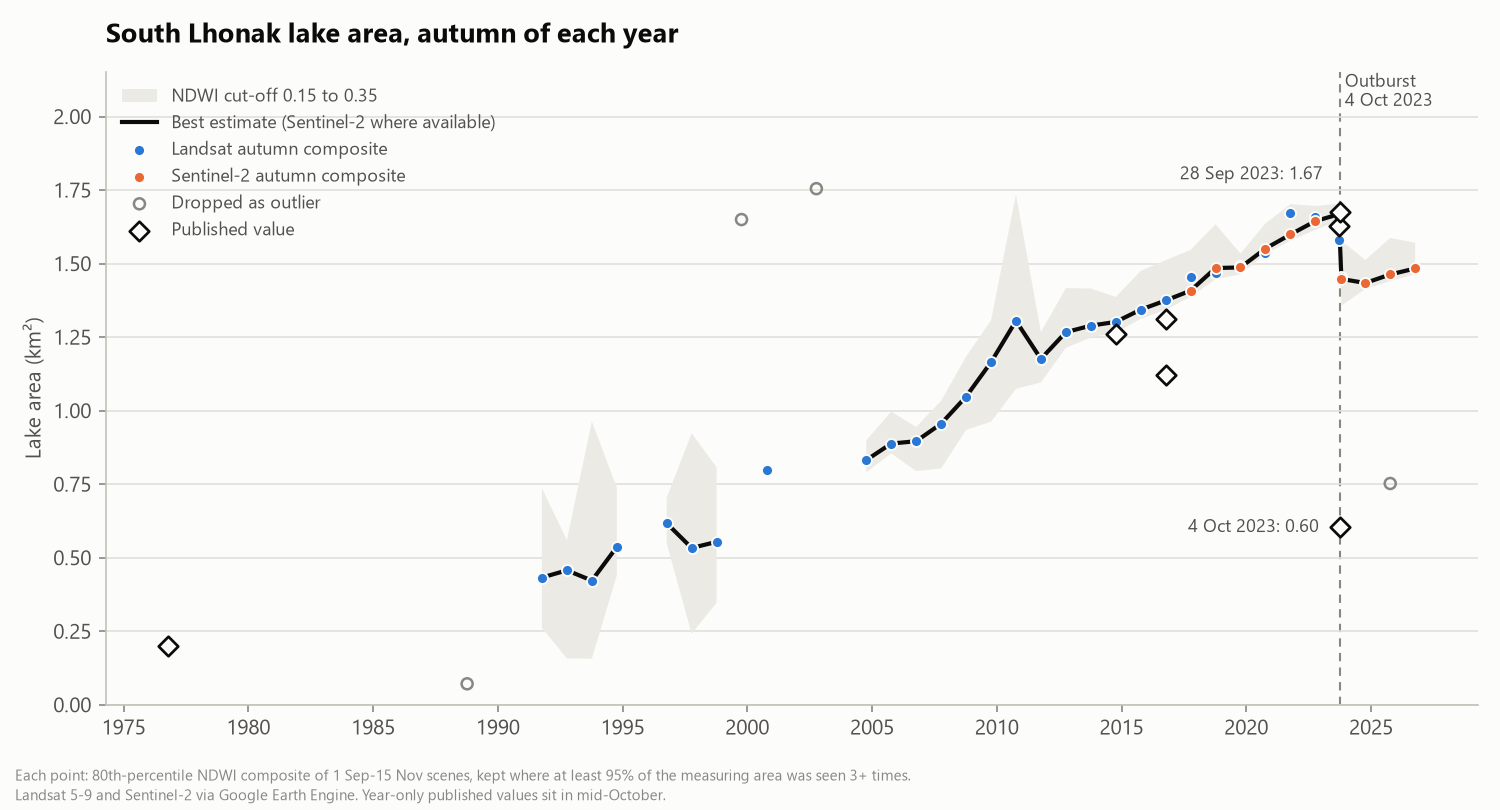 South Lhonak lake area, autumn of each year
Outburst
4 Oct 2023
NDWI cut-off 0.15 to 0.35
Best estimate (Sentinel-2 where available)
Landsat autumn composite
Sentinel-2 autumn composite
Dropped as outlier
Published value
28 Sep 2023: 1.67
4 Oct 2023: 0.60
Lake area (km²)
2.00
1.75
1.50
1.25
1.00
0.75
0.50
0.25
0.00
1975 1980 1985 1990 1995 2000 2005 2010 2015 2020 2025
Each point: 80th-percentile NDWI composite of 1 Sep-15 Nov scenes, kept where at least 95% of the measuring area was seen 3+ times.
Landsat 5-9 and Sentinel-2 via Google Earth Engine. Year-only published values sit in mid-October.